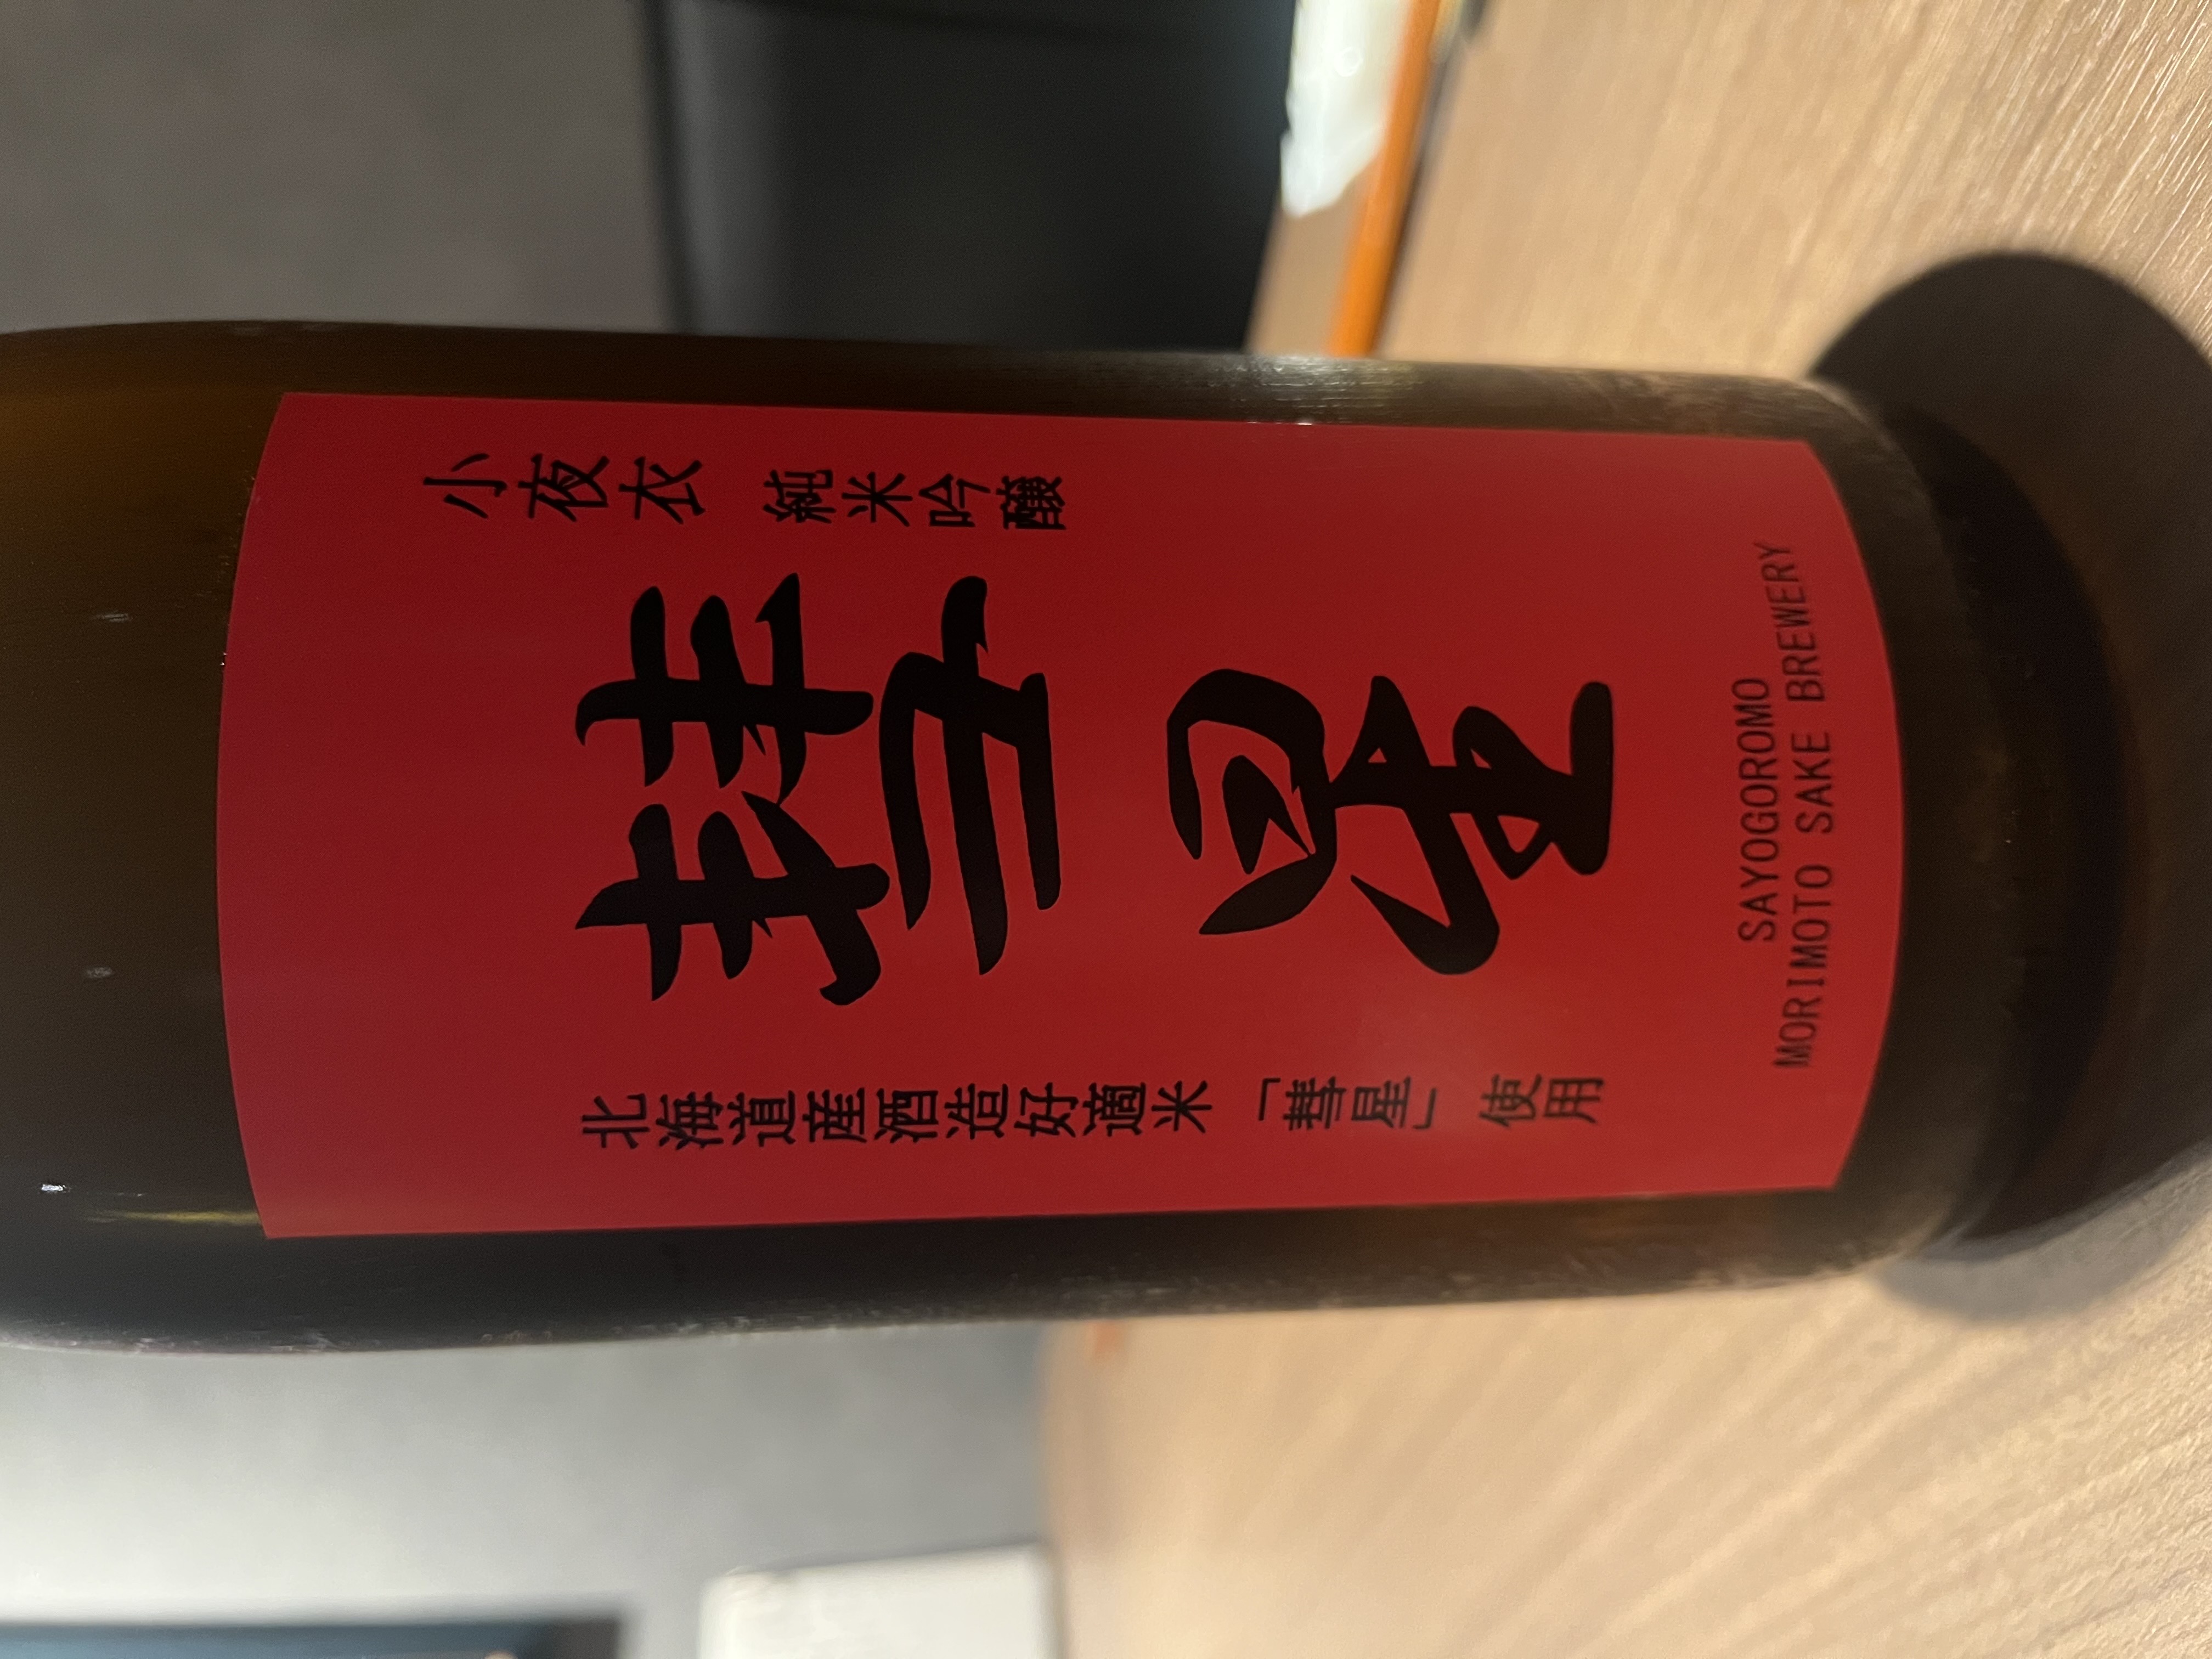 小夜衣 純米吟醸
彗星
北海道産酒造好適米「彗星」使用
SAYOGOROMO
MORIMOTO SAKE BREWERY